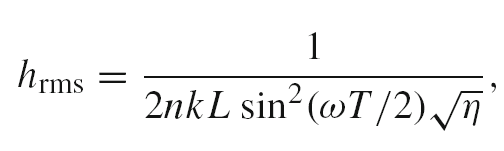 h_rms = 1 / (2nkL sin²(ωT/2)√η),